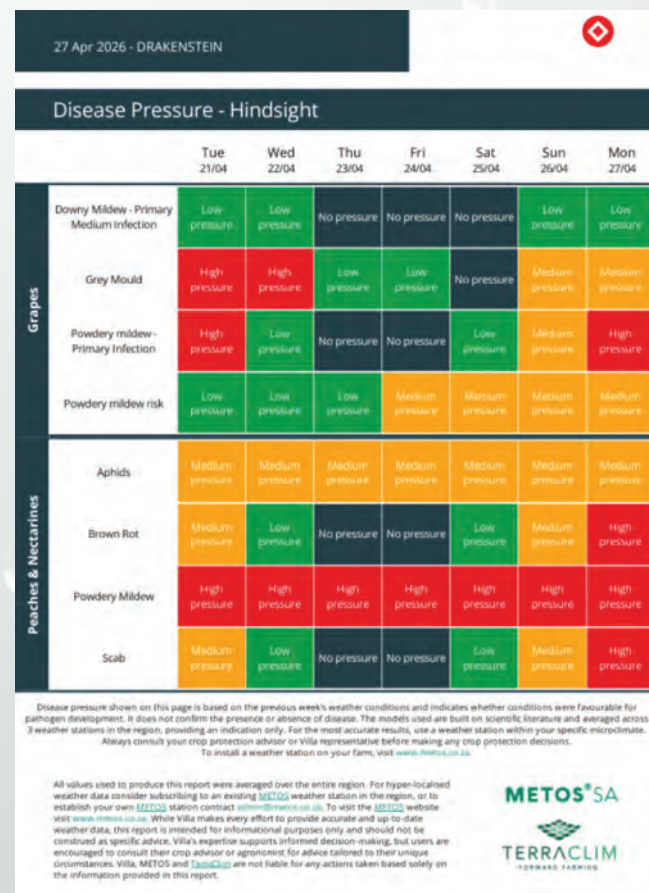 27 Apr 2026 - DRAKENSTEIN
Disease Pressure - Hindsight
Tue 21/04 Wed 22/04 Thu 23/04 Fri 24/04 Sat 25/04 Sun 26/04 Mon 27/04
Grapes
Downy Mildew - Primary Medium Infection Low pressure Low pressure No pressure No pressure No pressure Low pressure Low pressure
Grey Mould High pressure High pressure Low pressure Low pressure No pressure Medium pressure Medium pressure
Powdery mildew - Primary Infection High pressure Low pressure No pressure No pressure Low pressure Medium pressure High pressure
Powdery mildew risk Low pressure Low pressure Low pressure Medium pressure Medium pressure Medium pressure Medium pressure
Peaches & Nectarines
Aphids Medium pressure Medium pressure Medium pressure Medium pressure Medium pressure Medium pressure Medium pressure
Brown Rot Medium pressure Low pressure No pressure No pressure Low pressure Medium pressure High pressure
Powdery Mildew High pressure High pressure High pressure High pressure High pressure High pressure High pressure
Scab Medium pressure Low pressure No pressure No pressure Low pressure Medium pressure High pressure
Disease pressure shown on this page is based on the previous week's weather conditions and indicates whether conditions were favourable for
pathogen development. It does not confirm the presence or absence of disease. The models used are built on scientific literature and averaged across
3 weather stations in the region, providing an indication only. For the most accurate results, use a weather station within your specific microclimate.
Always consult your crop protection advisor or Villa representative before making any crop protection decisions.
To install a weather station on your farm, visit www.metos.co.za.
All values used to produce this report were averaged over the entire region. For hyper-localised
weather data consider subscribing to an existing METOS weather station in the region, or to
establish your own METOS station contract To visit the METOS website
visit www.metos.co.za. While Villa makes every effort to provide accurate and up-to-date
weather data, this report is intended for informational purposes only and should not be
construed as specific advice. Villa's expertise supports informed decision-making, but users are
encouraged to consult their crop advisor or agronomist for advice tailored to their unique
circumstances. Villa, METOS and TerraClim are not liable for any actions taken based solely on
the information provided in this report.
METOS® SA
TERRACLIM
FORWARD FARMING